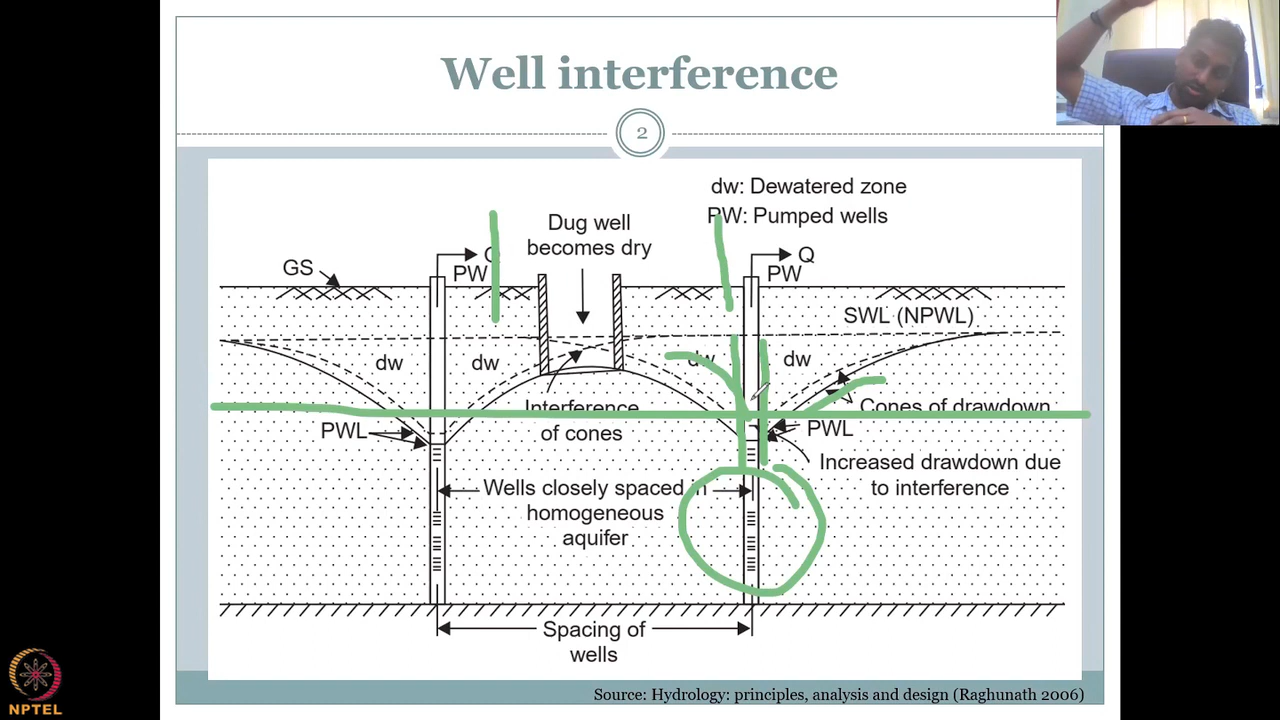 Well interference
2
dw: Dewatered zone
PW: Pumped wells
Dug well
becomes dry
GS
Q
PW
Q
PW
SWL (NPWL)
dw
dw
dw
dw
Interference
of cones
Cones of drawdown
PWL
PWL
Increased drawdown due
to interference
Wells closely spaced in
homogeneous
aquifer
Spacing of
wells
Source: Hydrology: principles, analysis and design (Raghunath 2006)
NPTEL